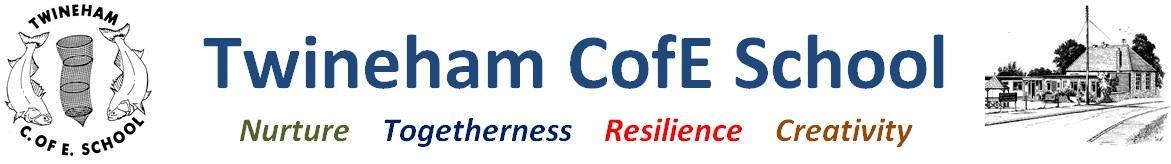 TWINEHAM
C. OF E. SCHOOL
Twineham CofE School
Nurture Togetherness Resilience Creativity